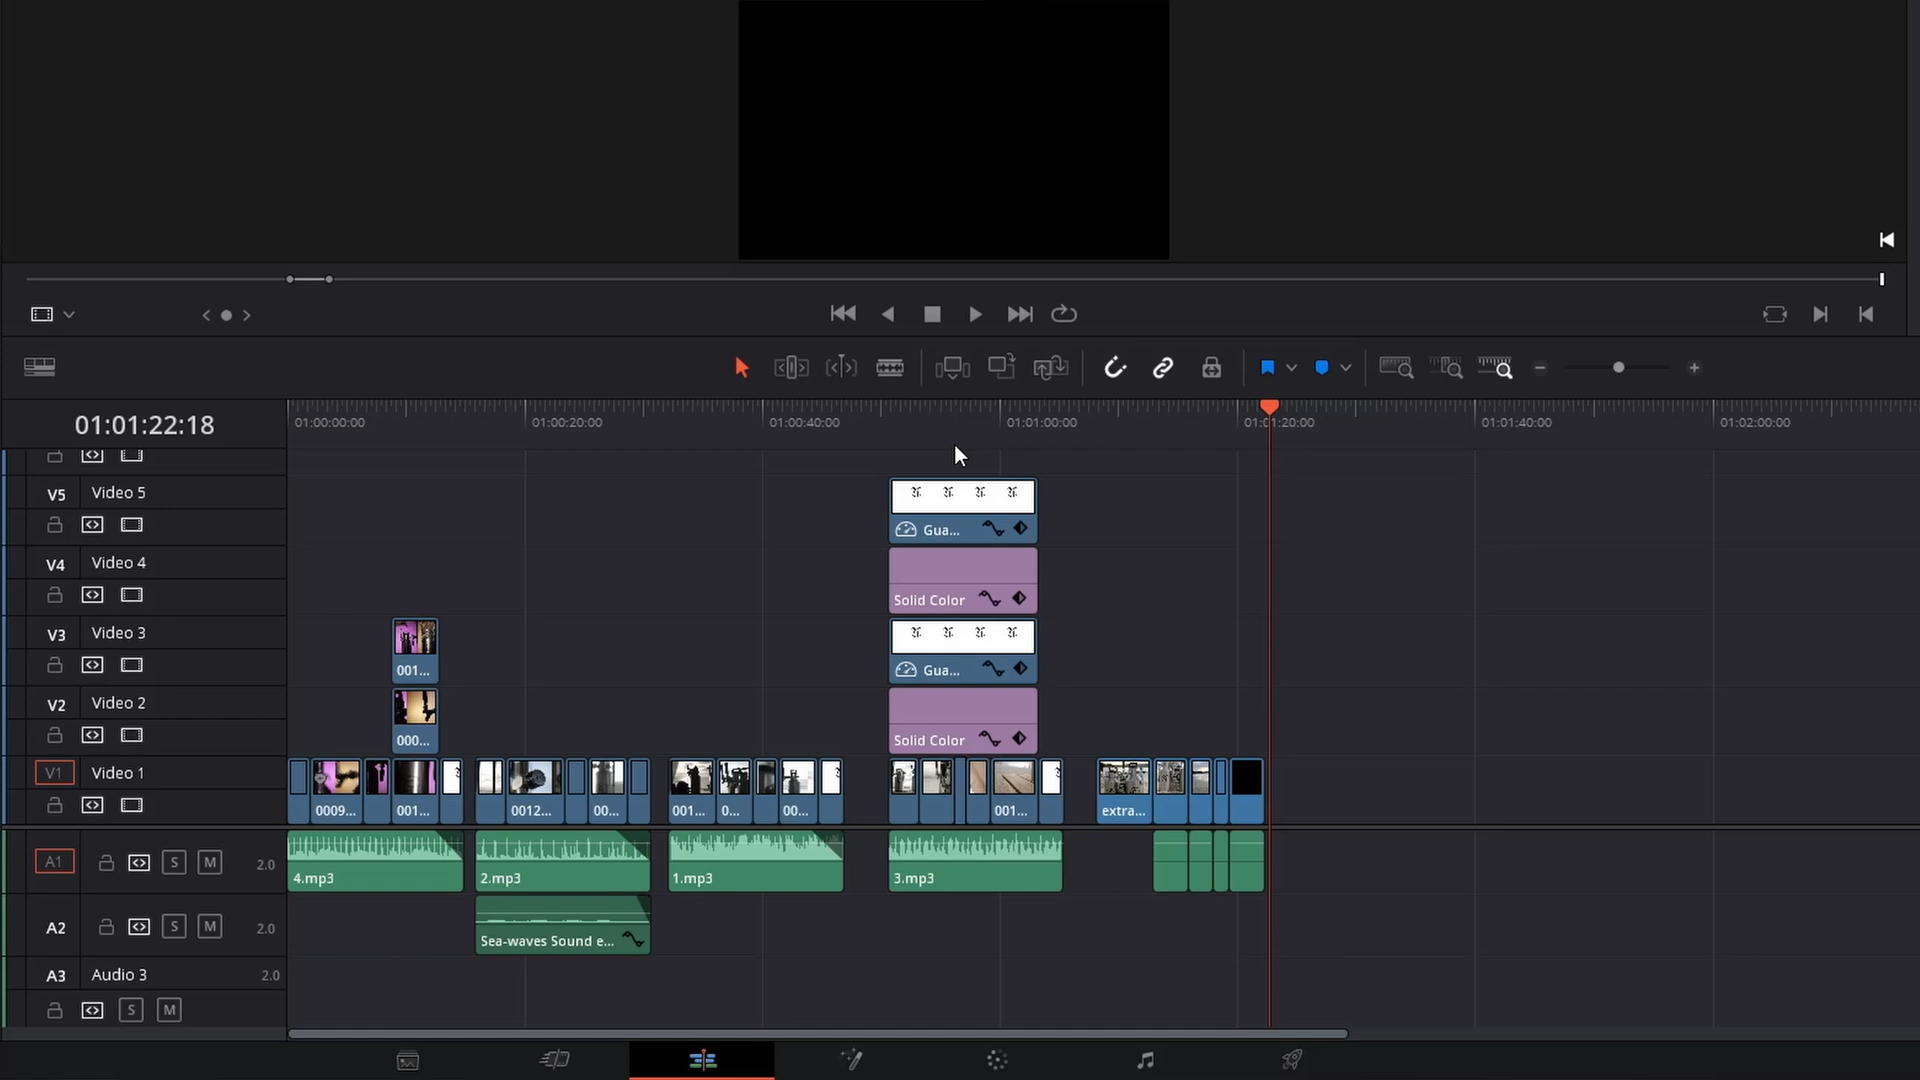 01:01:22:18
01:00:00:00 01:00:20:00 01:00:40:00 01:01:00:00 01:01:20:00 01:01:40:00 01:02:00:00
V5 Video 5
Gua...
V4 Video 4
Solid Color
V3 Video 3
001... Gua...
V2 Video 2
000... Solid Color
V1 Video 1
0009... 001... 0012... 00... 001... 0... 00... 001... extra...
A1 S M 2.0
4.mp3 2.mp3 1.mp3 3.mp3
A2 S M 2.0
Sea-waves Sound e...
A3 Audio 3 2.0
S M